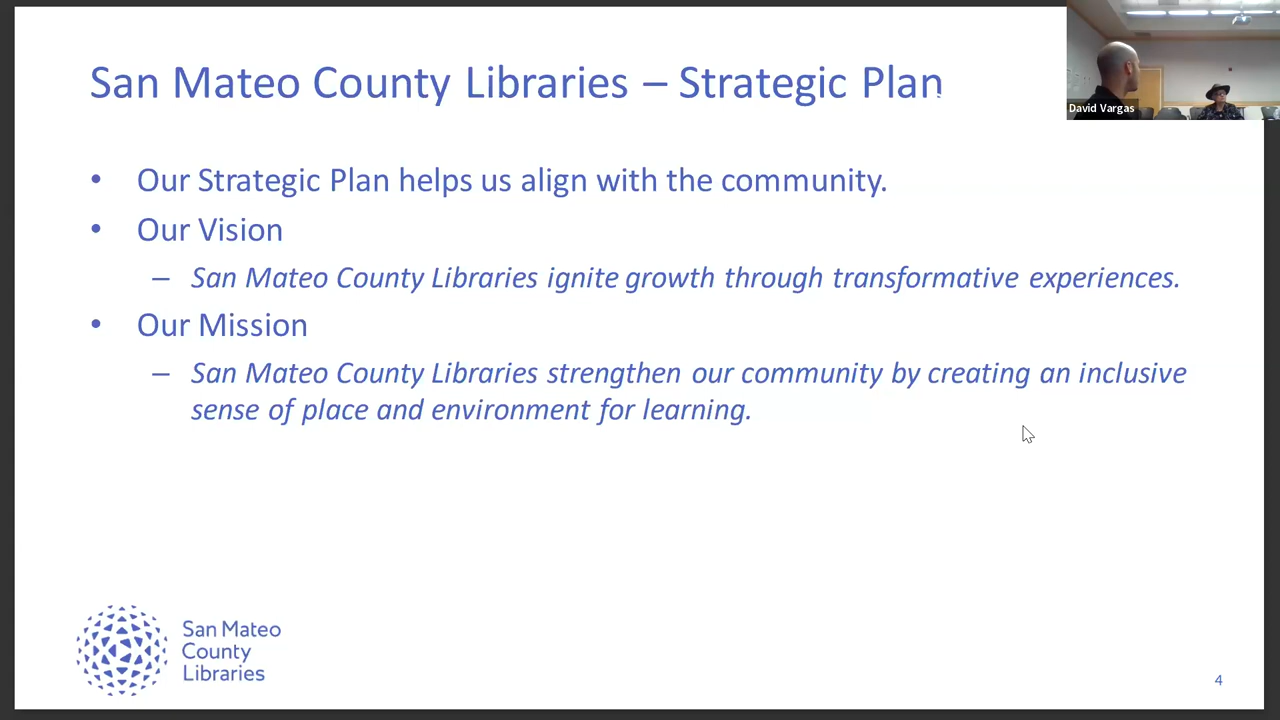 San Mateo County Libraries – Strategic Plan
David Vargas
• Our Strategic Plan helps us align with the community.
• Our Vision
– San Mateo County Libraries ignite growth through transformative experiences.
• Our Mission
– San Mateo County Libraries strengthen our community by creating an inclusive
sense of place and environment for learning.
San Mateo
County
Libraries
4